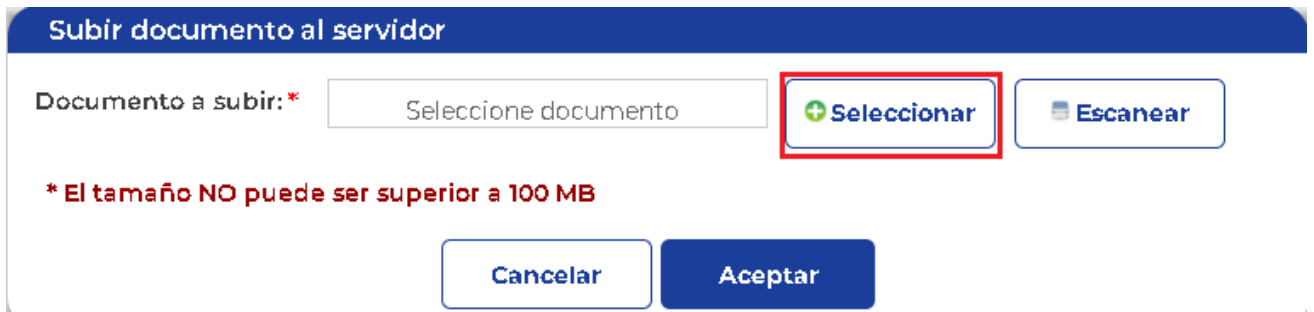 Subir documento al servidor
Documento a subir:* Seleccione documento Seleccionar Escanear
* El tamaño NO puede ser superior a 100 MB
Cancelar Aceptar